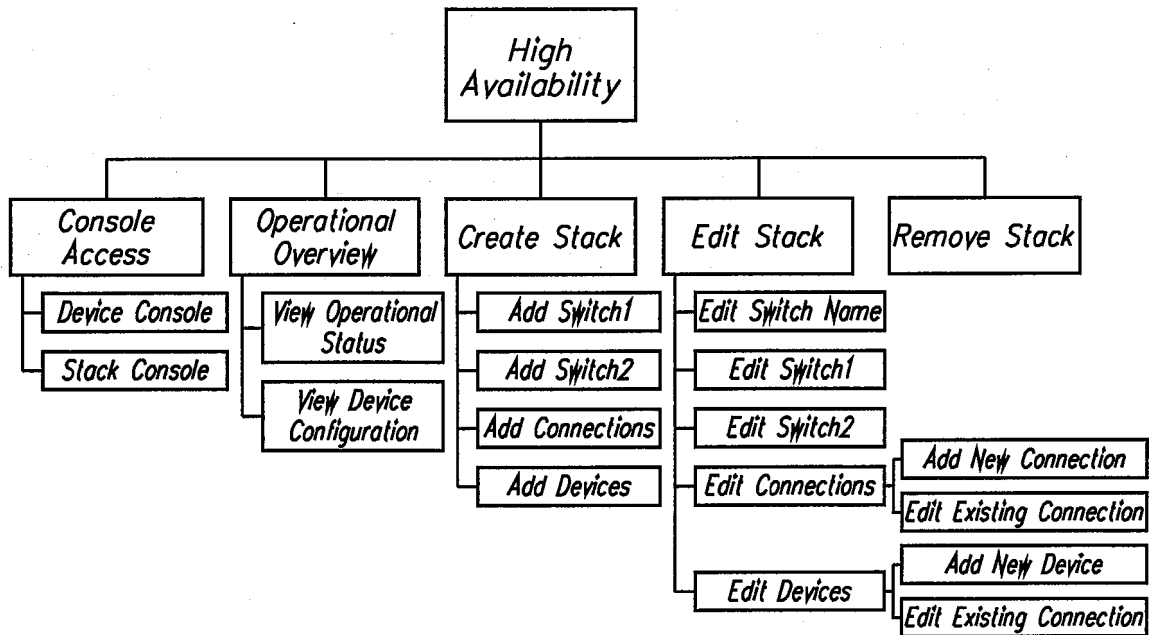 High
Availability
Console
Access
Operational
Overview
Create Stack
Edit Stack
Remove Stack
Device Console
Stack Console
View Operational
Status
View Device
Configuration
Add Switch1
Add Switch2
Add Connections
Add Devices
Edit Switch Name
Edit Switch1
Edit Switch2
Edit Connections
Add New Connection
Edit Existing Connection
Edit Devices
Add New Device
Edit Existing Connection